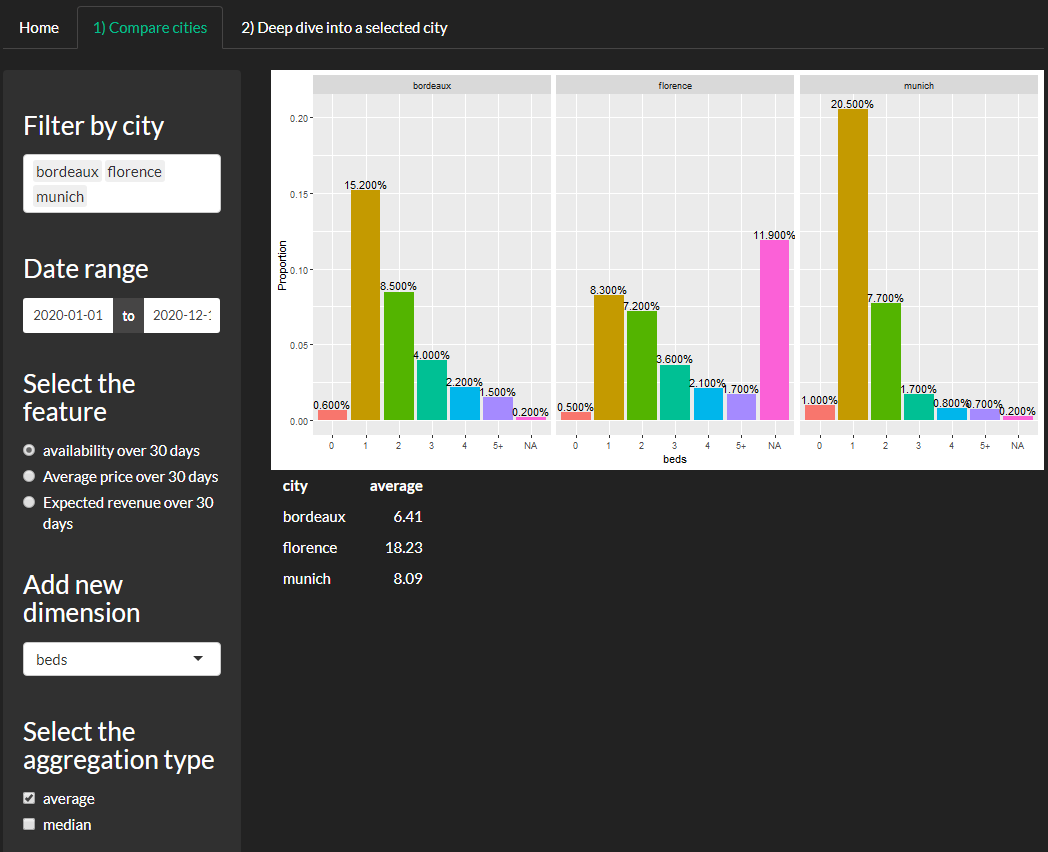 Home 1) Compare cities 2) Deep dive into a selected city
Filter by city
bordeaux florence
munich
Date range
2020-01-01 to 2020-12-1
Select the
feature
availability over 30 days
Average price over 30 days
Expected revenue over 30
days
Add new
dimension
beds
Select the
aggregation type
average
median
bordeaux florence munich
Proportion
0.20
0.15
0.10
0.05
0.00
0.600% 15.200% 8.500% 4.000% 2.200% 1.500% 0.200%
0.500% 8.300% 7.200% 3.600% 2.100% 1.700% 11.900%
1.000% 20.500% 7.700% 1.700% 0.800% 0.700% 0.200%
0 1 2 3 4 5+ NA 0 1 2 3 4 5+ NA 0 1 2 3 4 5+ NA
beds
city average
bordeaux 6.41
florence 18.23
munich 8.09